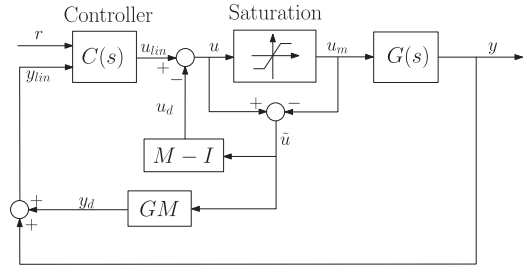 Controller
Saturation
r
C(s)
u_{lin}
u
u_m
G(s)
y
y_{lin}
+
−
+
−
u_d
ũ
M − I
+
y_d
GM
+